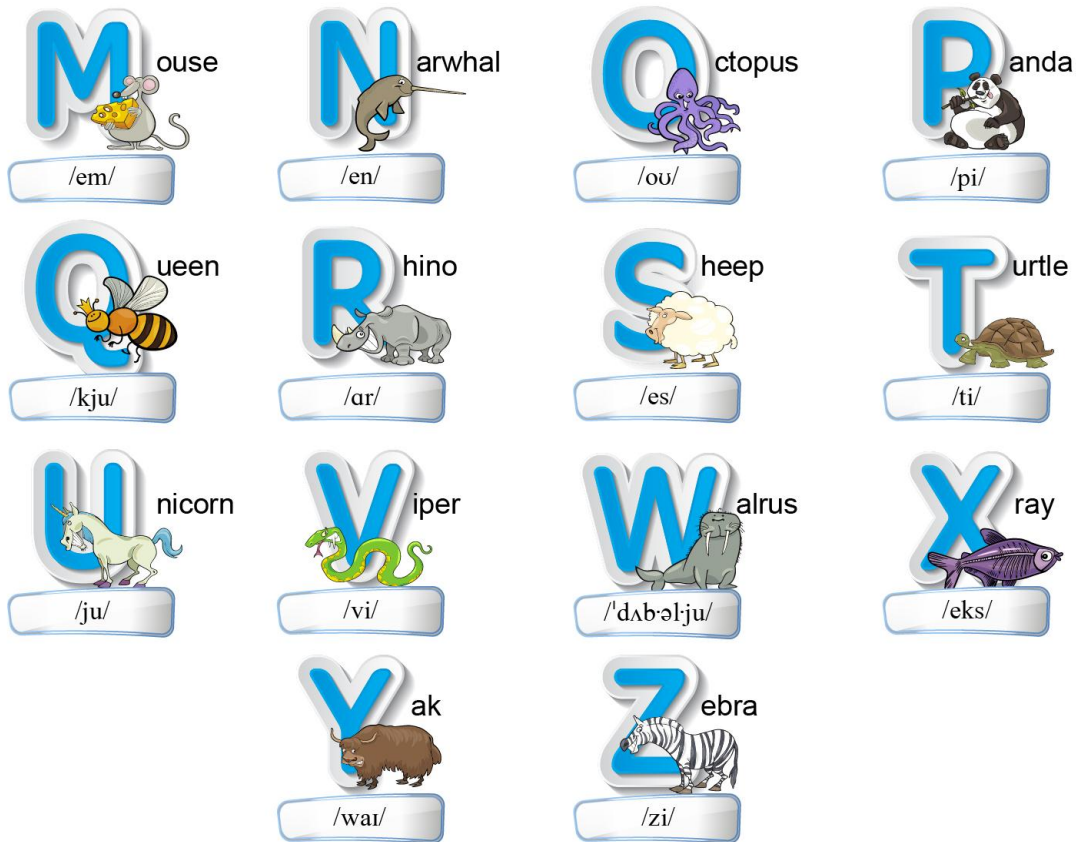 Mouse Narwhal Octopus Panda
/em/ /en/ /oʊ/ /pi/
Queen Rhino Sheep Turtle
/kju/ /ɑr/ /es/ /ti/
Unicorn Viper Walrus Xray
/ju/ /vi/ /ˈdʌb·əl·ju/ /eks/
Yak Zebra
/waɪ/ /zi/